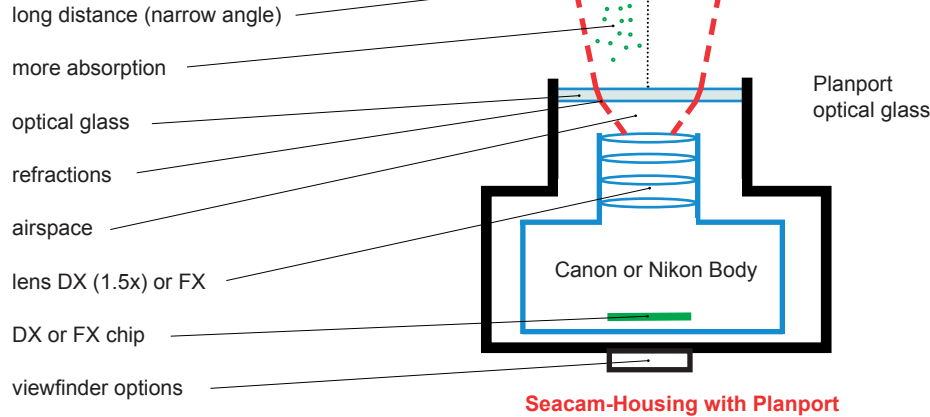 long distance (narrow angle)
more absorption
optical glass
refractions
airspace
lens DX (1.5x) or FX
DX or FX chip
viewfinder options
Planport
optical glass
Canon or Nikon Body
Seacam-Housing with Planport